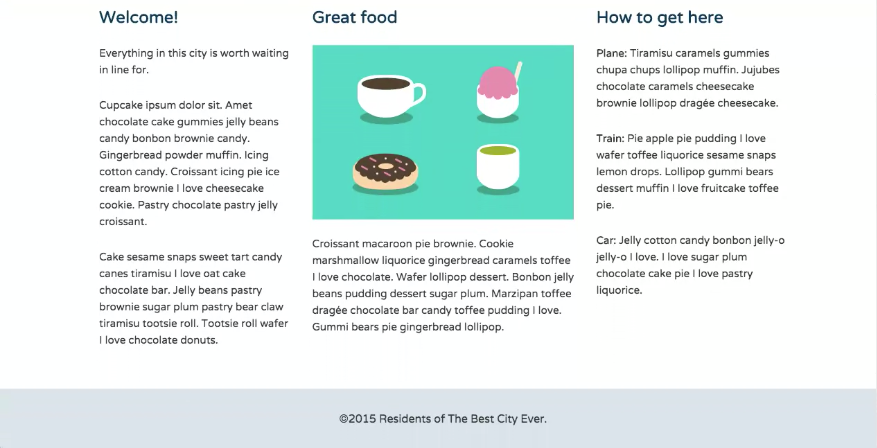 Welcome!
Everything in this city is worth waiting
in line for.
Cupcake ipsum dolor sit. Amet
chocolate cake gummies jelly beans
candy bonbon brownie candy.
Gingerbread powder muffin. Icing
cotton candy. Croissant icing pie ice
cream brownie I love cheesecake
cookie. Pastry chocolate pastry jelly
croissant.
Cake sesame snaps sweet tart candy
canes tiramisu I love oat cake
chocolate bar. Jelly beans pastry
brownie sugar plum pastry bear claw
tiramisu tootsie roll. Tootsie roll wafer
I love chocolate donuts.
Great food
Croissant macaroon pie brownie. Cookie
marshmallow liquorice gingerbread caramels toffee
I love chocolate. Wafer lollipop dessert. Bonbon jelly
beans pudding dessert sugar plum. Marzipan toffee
dragée chocolate bar candy toffee pudding I love.
Gummi bears pie gingerbread lollipop.
How to get here
Plane: Tiramisu caramels gummies
chupa chups lollipop muffin. Jujubes
chocolate caramels cheesecake
brownie lollipop dragée cheesecake.
Train: Pie apple pie pudding I love
wafer toffee liquorice sesame snaps
lemon drops. Lollipop gummi bears
dessert muffin I love fruitcake toffee
pie.
Car: Jelly cotton candy bonbon jelly-o
jelly-o I love. I love sugar plum
chocolate cake pie I love pastry
liquorice.
©2015 Residents of The Best City Ever.